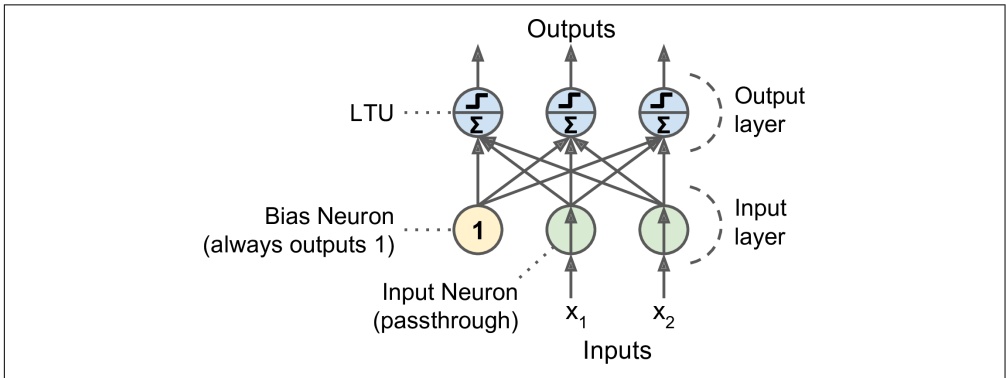 Outputs
LTU
Σ
Σ
Σ
Output
layer
Bias Neuron
(always outputs 1)
1
Input
layer
Input Neuron
(passthrough)
x1
x2
Inputs